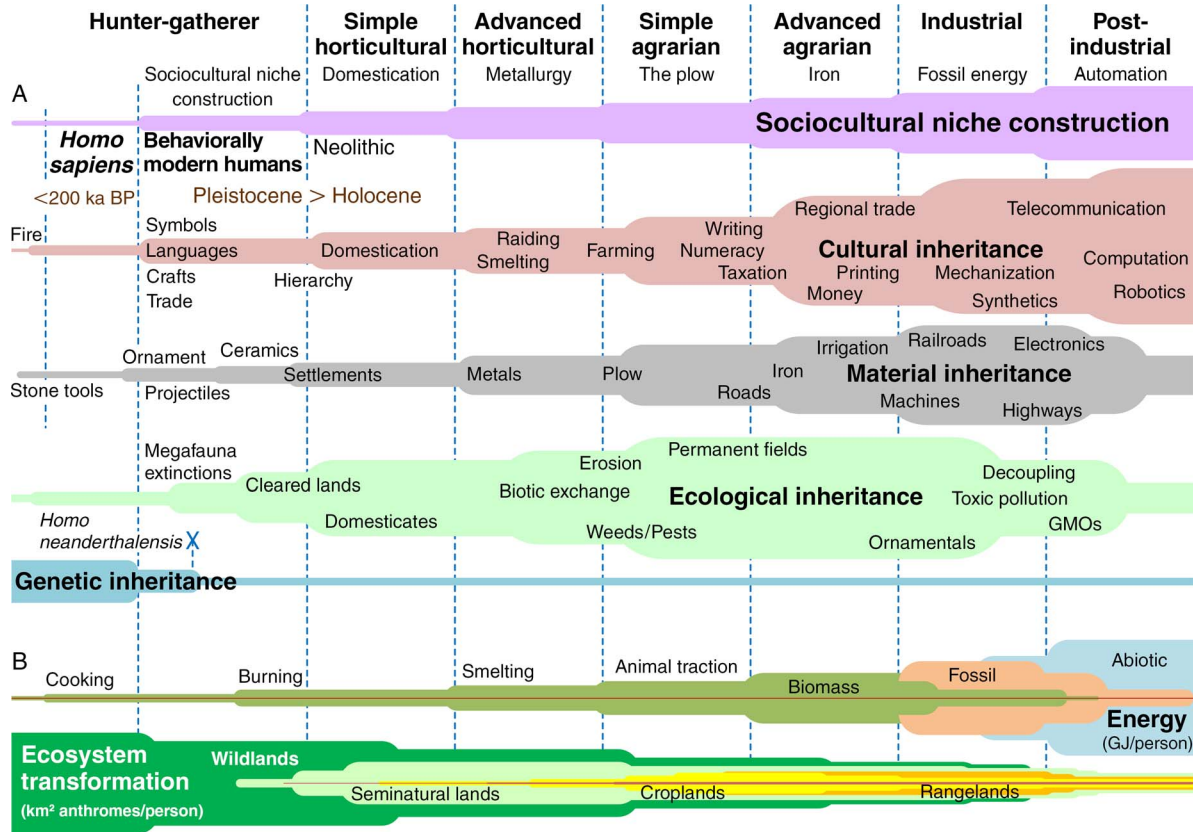 Hunter-gatherer
Simple
horticultural
Advanced
horticultural
Simple
agrarian
Advanced
agrarian
Industrial
Post-
industrial
Sociocultural niche
construction
Domestication
Metallurgy
The plow
Iron
Fossil energy
Automation
A
Sociocultural niche construction
Homo
sapiens
Behaviorally
modern humans
Neolithic
<200 ka BP
Pleistocene > Holocene
Fire
Symbols
Languages
Crafts
Trade
Hierarchy
Domestication
Raiding
Smelting
Farming
Writing
Numeracy
Taxation
Regional trade
Cultural inheritance
Printing
Money
Mechanization
Synthetics
Telecommunication
Computation
Robotics
Stone tools
Ornament
Projectiles
Ceramics
Settlements
Metals
Plow
Roads
Iron
Irrigation
Material inheritance
Machines
Railroads
Electronics
Highways
Megafauna
extinctions
Cleared lands
Domesticates
Erosion
Biotic exchange
Weeds/Pests
Permanent fields
Ecological inheritance
Ornamentals
Decoupling
Toxic pollution
GMOs
Homo
neanderthalensis X
Genetic inheritance
B
Cooking
Burning
Smelting
Animal traction
Biomass
Fossil
Abiotic
Energy
(GJ/person)
Ecosystem
transformation
(km² anthromes/person)
Wildlands
Seminatural lands
Croplands
Rangelands